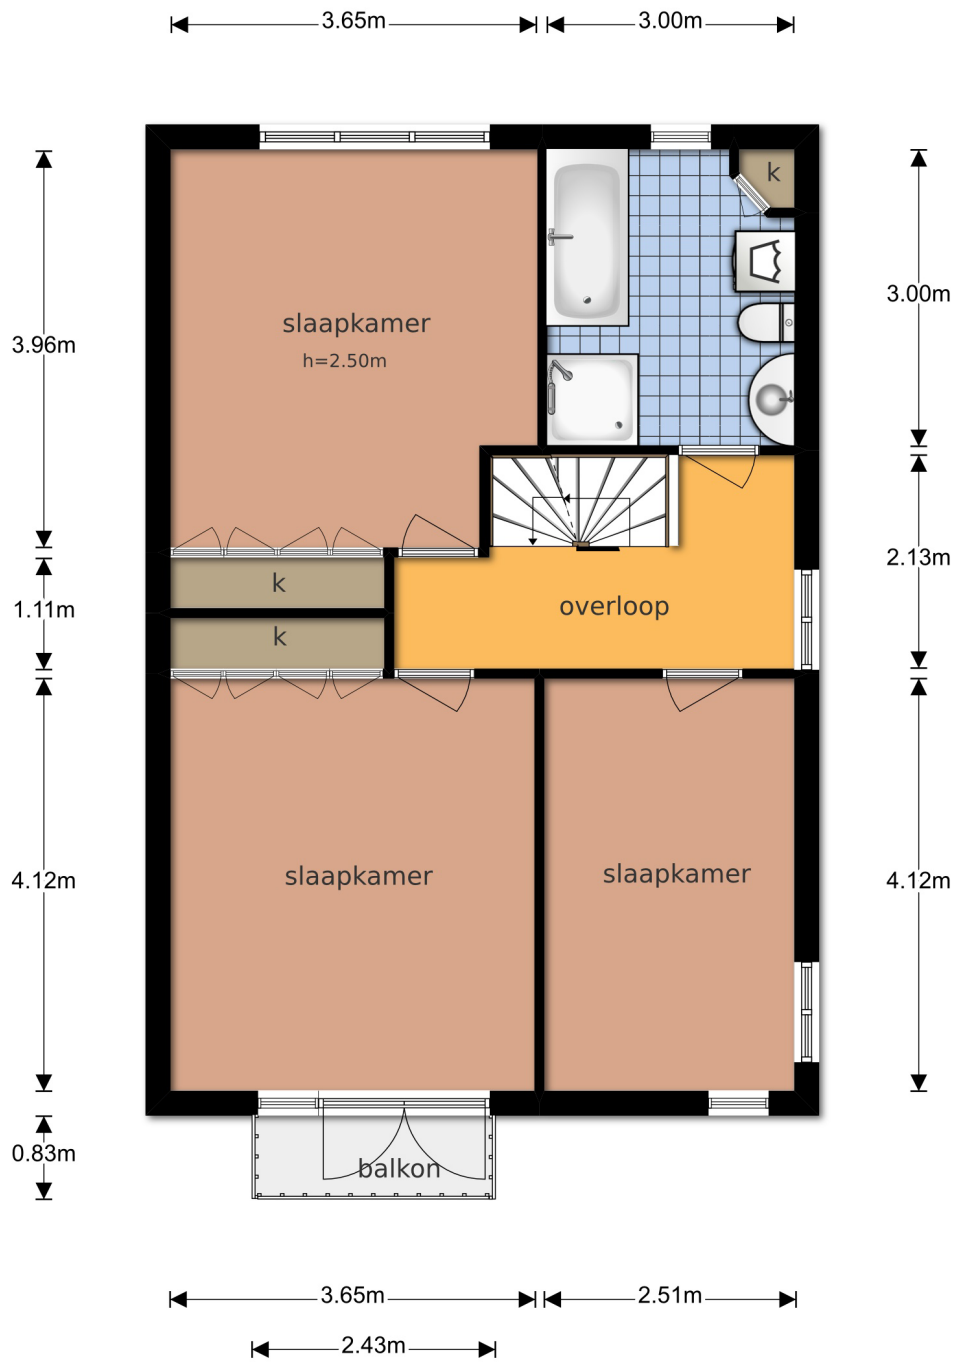 3.65m
3.00m
k
3.00m
slaapkamer
3.96m
h=2.50m
2.13m
k
1.11m
overloop
k
slaapkamer
slaapkamer
4.12m
4.12m
0.83m
balkon
3.65m
2.51m
2.43m